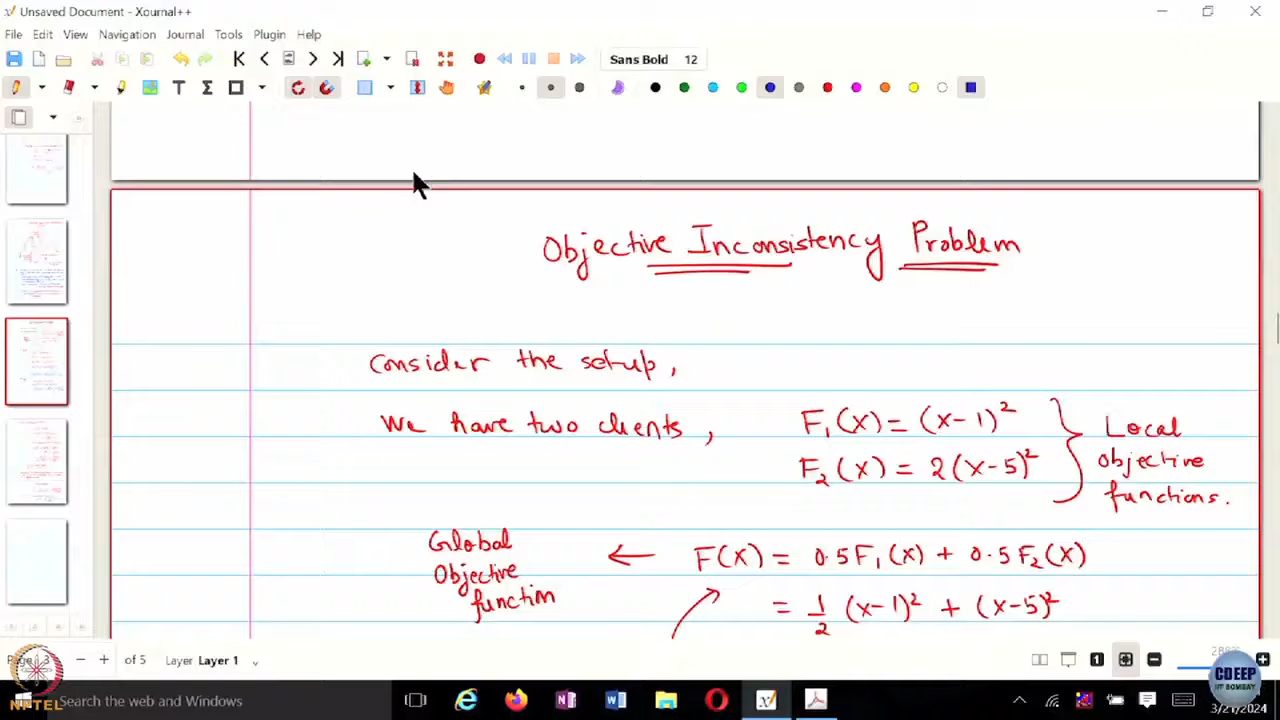 Unsaved Document - Xournal++
File Edit View Navigation Journal Tools Plugin Help
Sans Bold 12
Objective Inconsistency Problem
Consider the setup,
We have two clients, F₁(x) = (x-1)²
F₂(x) = 2(x-5)²
Local
objective
functions.
Global
Objective
function
← F(x) = 0.5F₁(x) + 0.5F₂(x)
= 1/2 (x-1)² + (x-5)²
of 5 Layer Layer 1
Search the web and Windows
NPTEL
CDEEP
IIT BOMBAY
3/21/2024